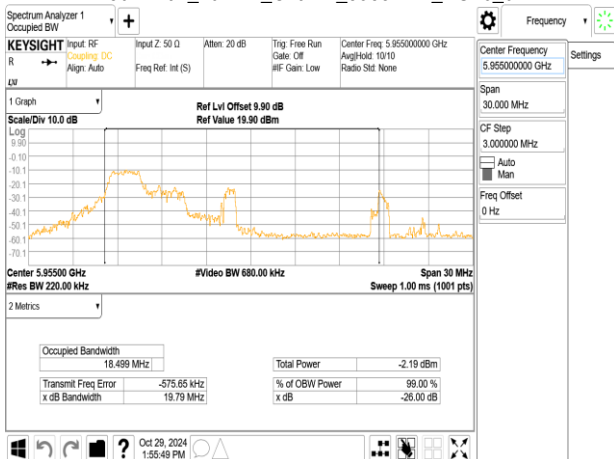 Spectrum Analyzer 1
Occupied BW
+
Frequency
KEYSIGHT
R
LXI
Input: RF
Coupling: DC
Align: Auto
Input Z: 50 Ω
Freq Ref: Int (S)
Atten: 20 dB
Trig: Free Run
Gate: Off
#IF Gain: Low
Center Freq: 5.955000000 GHz
Avg|Hold: 10/10
Radio Std: None
Center Frequency
5.955000000 GHz
Settings
Span
30.000 MHz
CF Step
3.000000 MHz
Auto
Man
Freq Offset
0 Hz
1 Graph
Ref Lvl Offset 9.90 dB
Scale/Div 10.0 dB
Ref Value 19.90 dBm
Log
9.90
-0.10
-10.1
-20.1
-30.1
-40.1
-50.1
-60.1
-70.1
Center 5.95500 GHz
#Video BW 680.00 kHz
Span 30 MHz
#Res BW 220.00 kHz
Sweep 1.00 ms (1001 pts)
2 Metrics
Occupied Bandwidth
18.499 MHz
Total Power -2.19 dBm
Transmit Freq Error -575.65 kHz
% of OBW Power 99.00 %
x dB Bandwidth 19.79 MHz
x dB -26.00 dB
?
Oct 29, 2024
1:55:49 PM